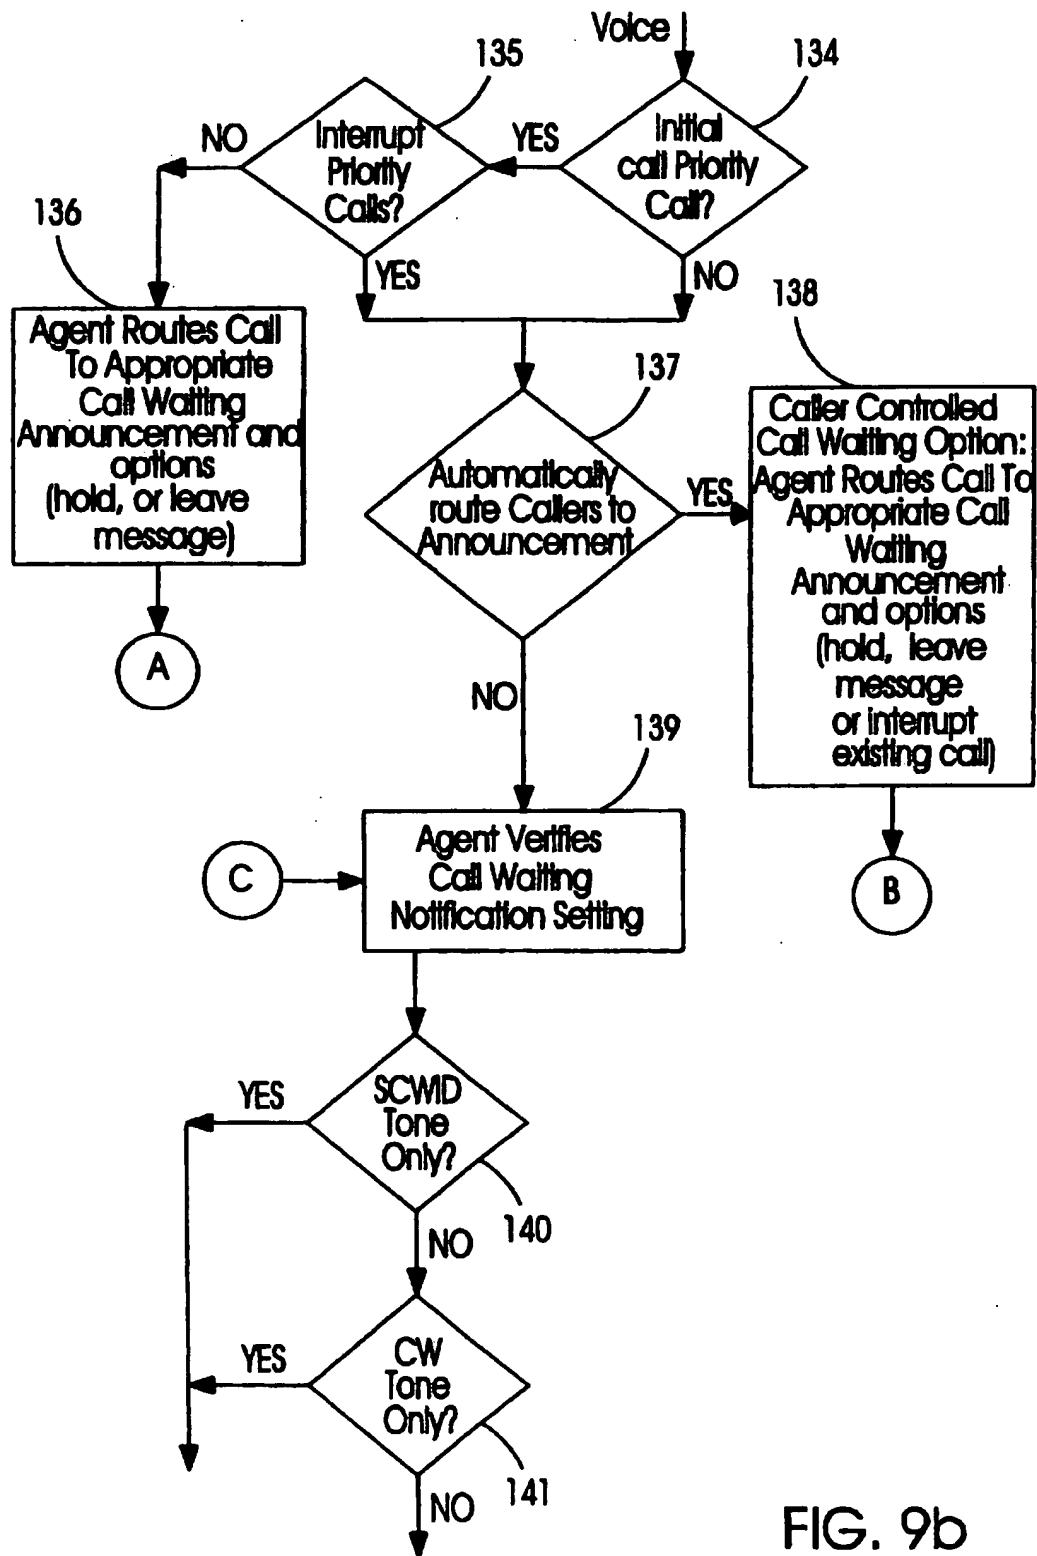 Voice
135
134
Interrupt
Priority
Calls?
NO
YES
Initial
call Priority
Call?
136
YES
NO
138
Agent Routes Call
To Appropriate
Call Waiting
Announcement and
options
(hold, or leave
message)
137
Caller Controlled
Call Waiting Option:
Agent Routes Call To
Appropriate Call
Waiting
Announcement
and options
(hold, leave
message
or interrupt
existing call)
Automatically
route Callers to
Announcement
YES
A
NO
139
B
C
Agent Verifies
Call Waiting
Notification Setting
YES
SCWID
Tone
Only?
140
NO
YES
CW
Tone
Only?
141
NO
FIG. 9b